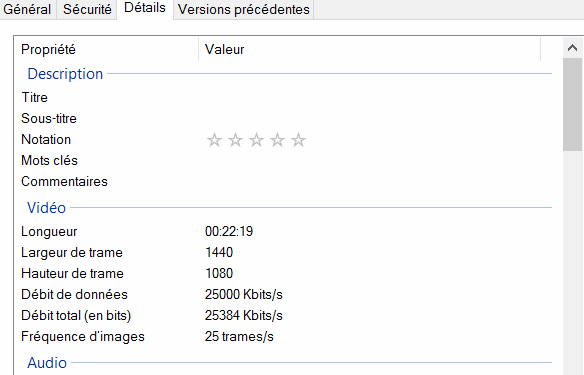 Général Sécurité Détails Versions précédentes
Propriété Valeur
Description
Titre
Sous-titre
Notation
Mots clés
Commentaires
Vidéo
Longueur 00:22:19
Largeur de trame 1440
Hauteur de trame 1080
Débit de données 25000 Kbits/s
Débit total (en bits) 25384 Kbits/s
Fréquence d'images 25 trames/s
Audio